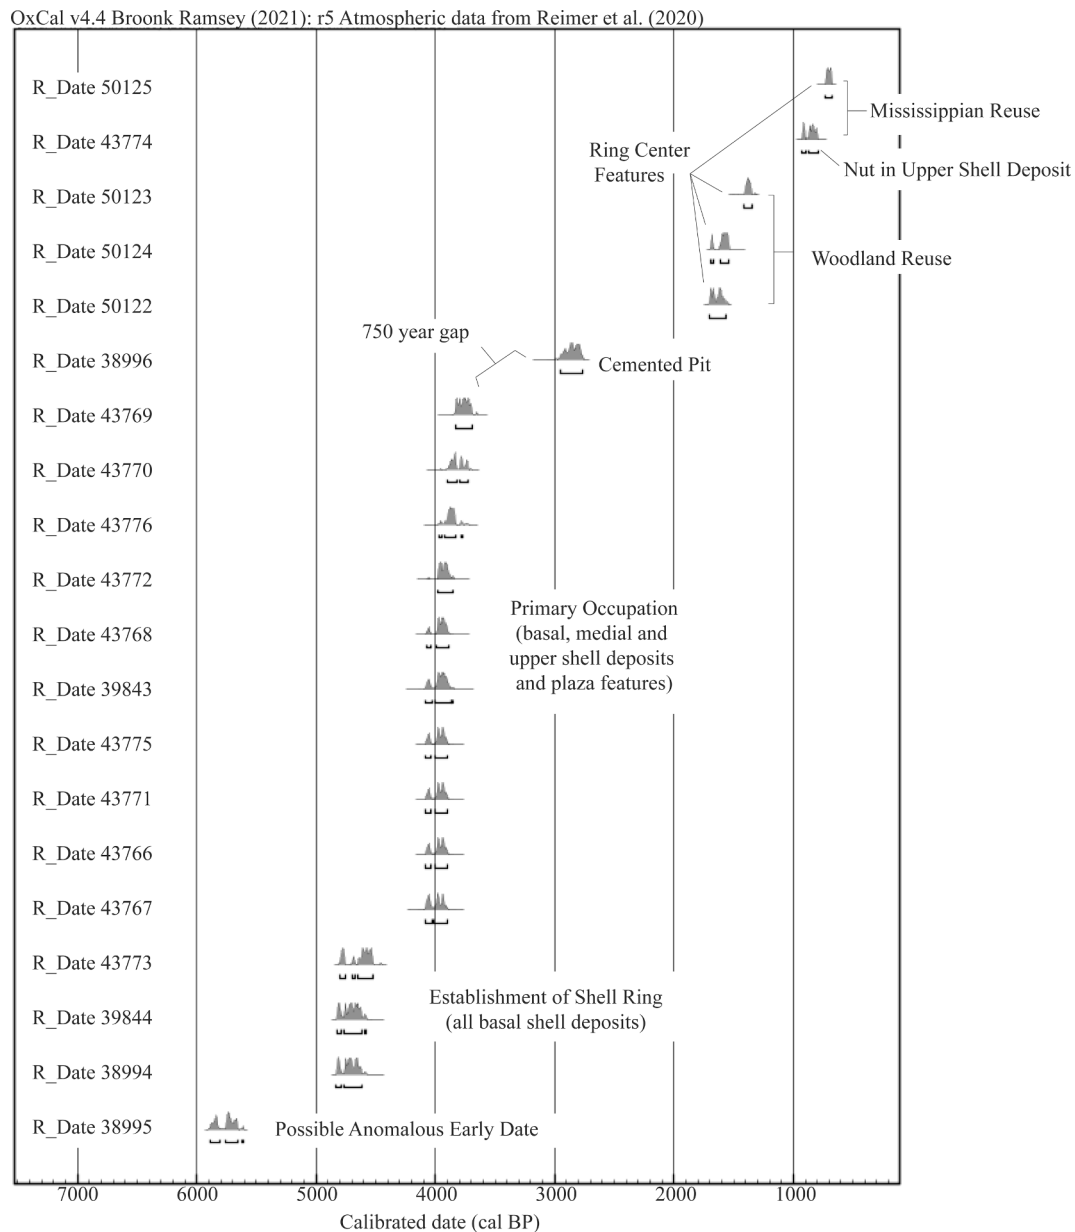 OxCal v4.4 Broonk Ramsey (2021): r5 Atmospheric data from Reimer et al. (2020)
R_Date 50125
Mississippian Reuse
R_Date 43774
Ring Center
Features
Nut in Upper Shell Deposit
R_Date 50123
R_Date 50124
Woodland Reuse
R_Date 50122
750 year gap
R_Date 38996
Cemented Pit
R_Date 43769
R_Date 43770
R_Date 43776
R_Date 43772
Primary Occupation
(basal, medial and
upper shell deposits
and plaza features)
R_Date 43768
R_Date 39843
R_Date 43775
R_Date 43771
R_Date 43766
R_Date 43767
R_Date 43773
Establishment of Shell Ring
(all basal shell deposits)
R_Date 39844
R_Date 38994
R_Date 38995
Possible Anomalous Early Date
7000 6000 5000 4000 3000 2000 1000
Calibrated date (cal BP)